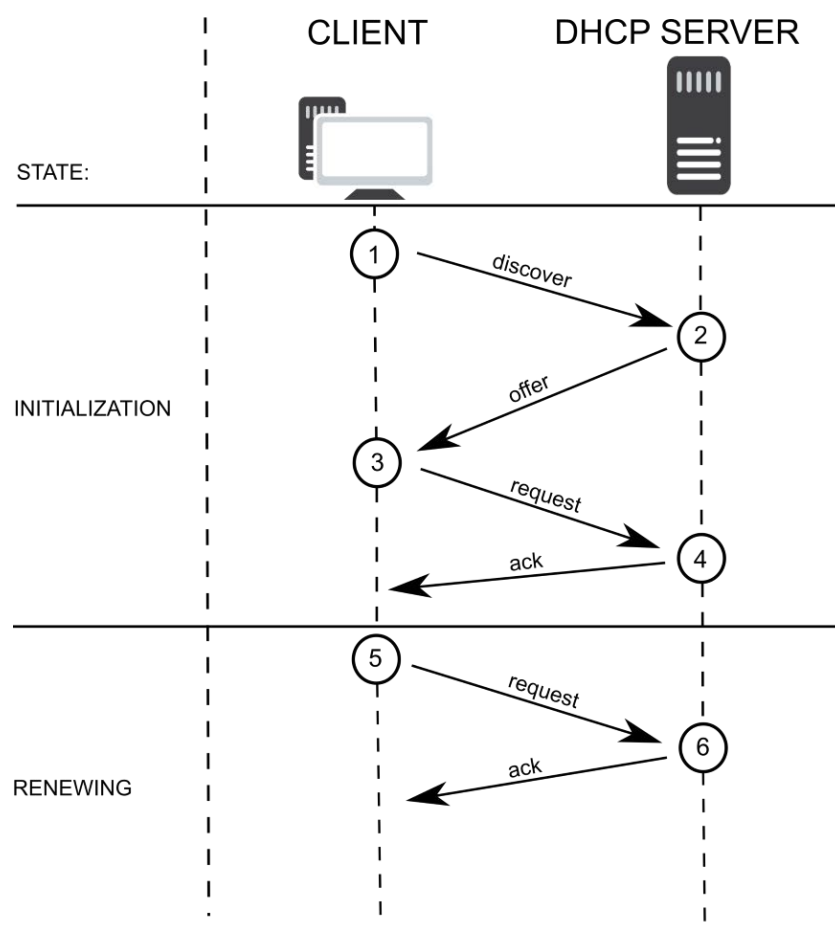 CLIENT
DHCP SERVER
STATE:
1
discover
2
offer
INITIALIZATION
3
request
4
ack
5
request
6
ack
RENEWING